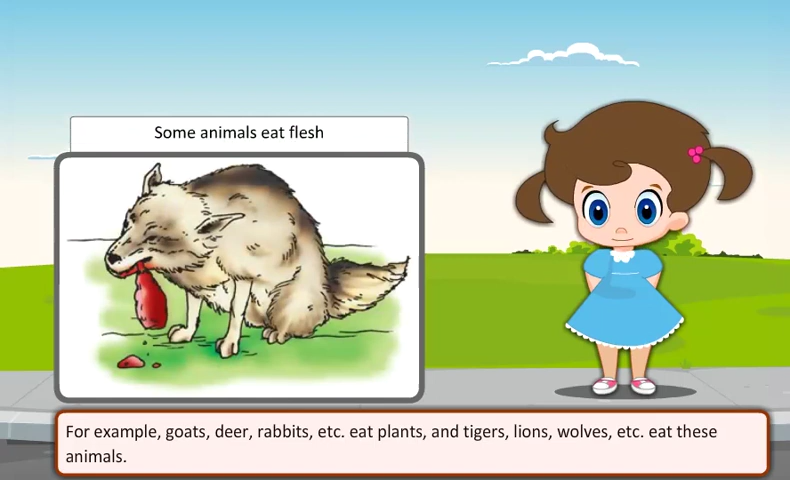 Some animals eat flesh
For example, goats, deer, rabbits, etc. eat plants, and tigers, lions, wolves, etc. eat these
animals.